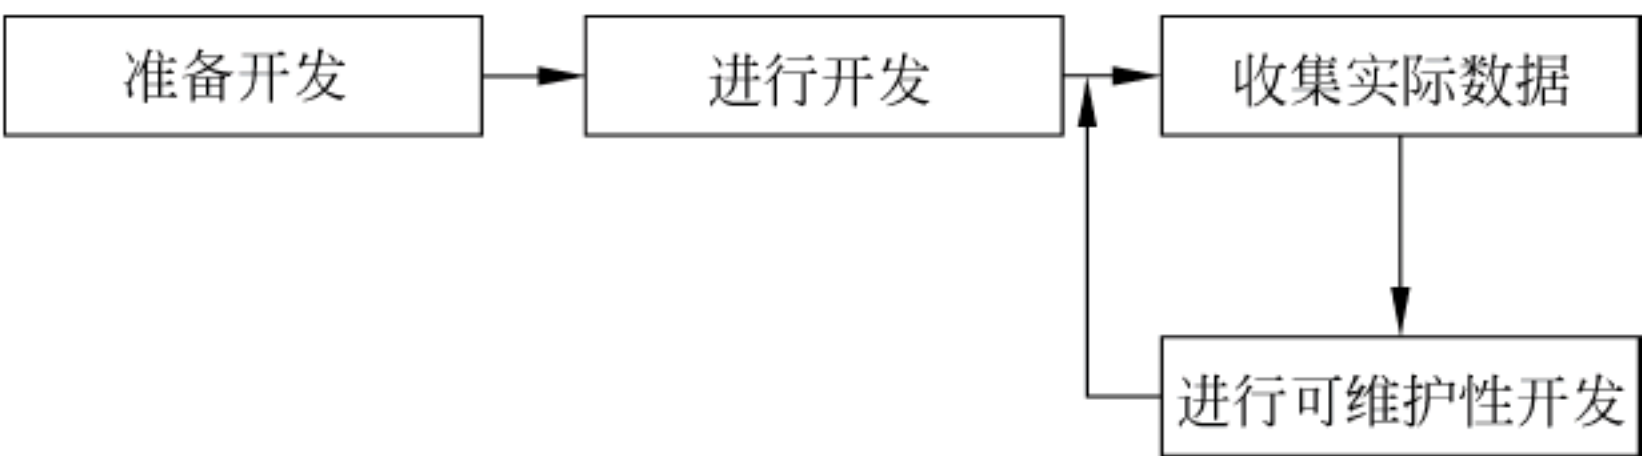 准备开发
进行开发
收集实际数据
进行可维护性开发